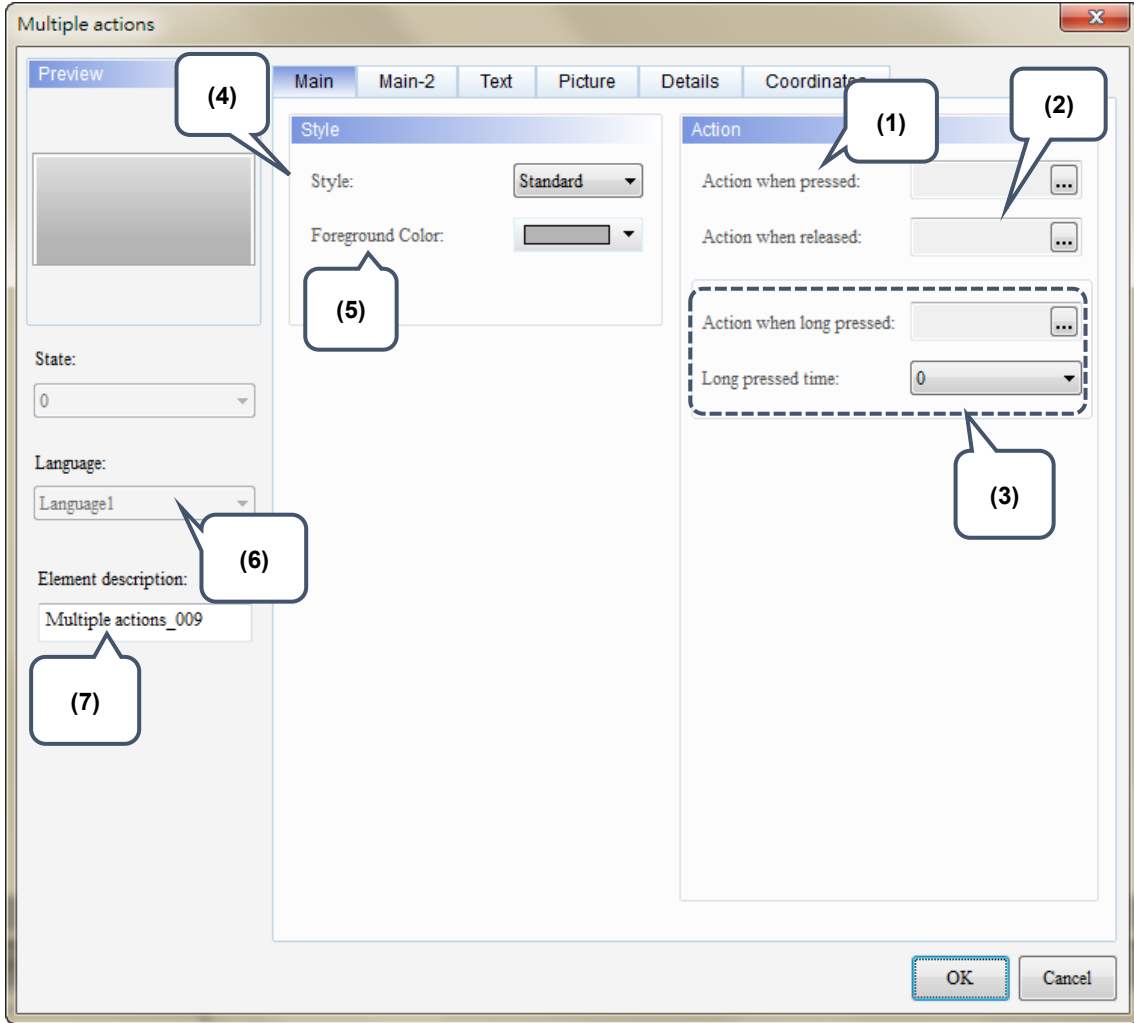 Multiple actions
Preview
(4)
Main
Main-2
Text
Picture
Details
Coordinates
(2)
Style
Action
(1)
Style:
Standard
Action when pressed:
...
Foreground Color:
Action when released:
...
(5)
Action when long pressed:
...
State:
Long pressed time:
0
0
Language:
Language1
(3)
(6)
Element description:
Multiple actions_009
(7)
OK
Cancel